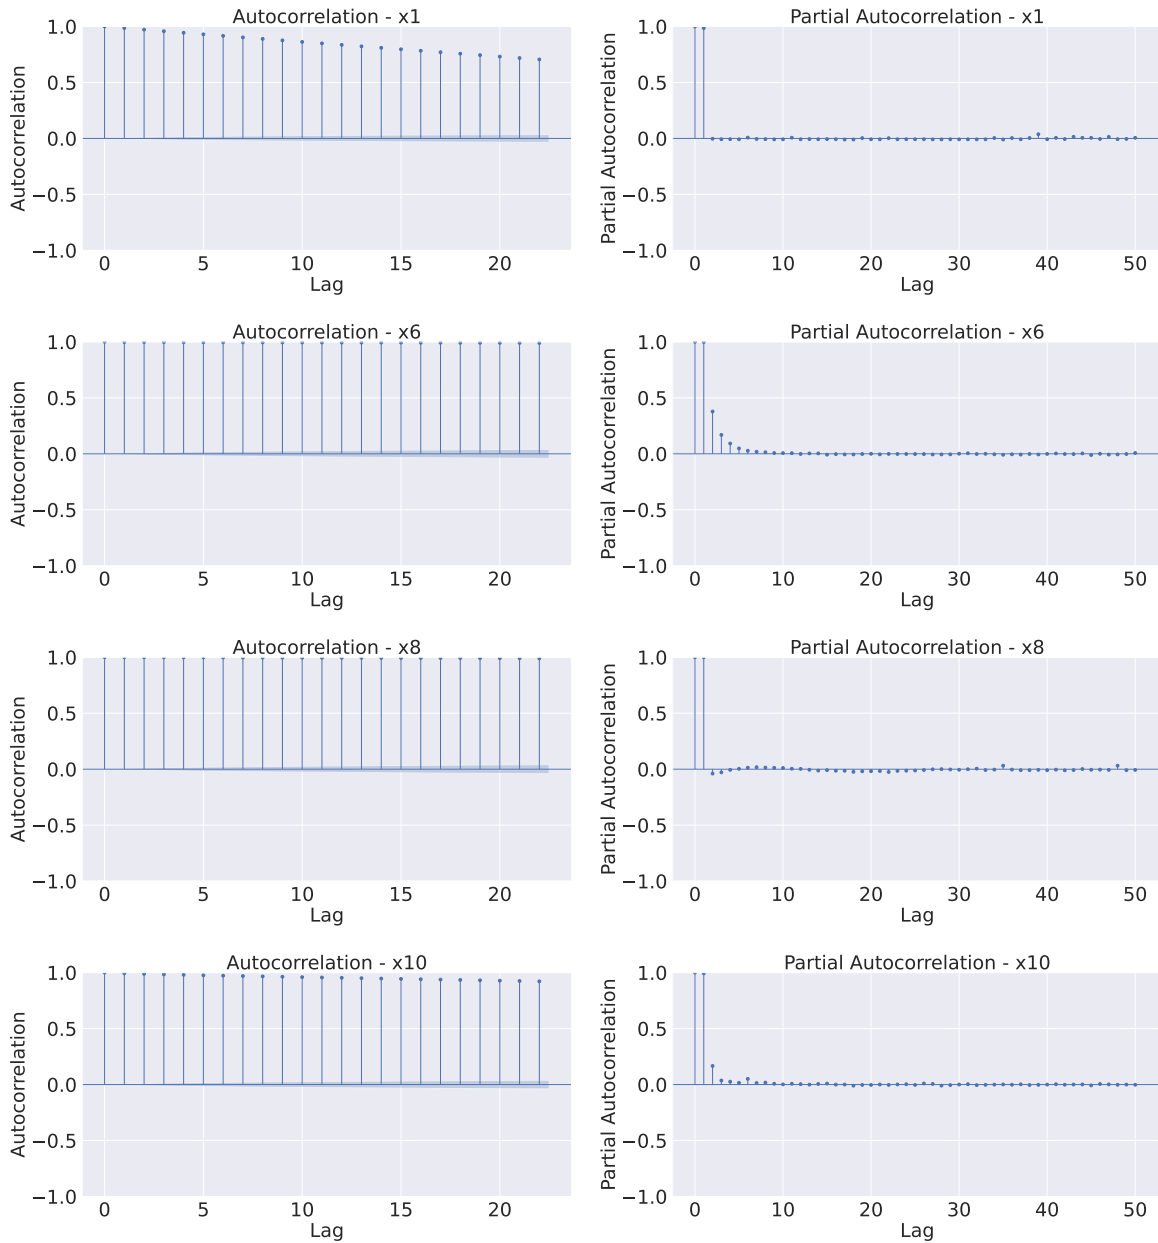 Autocorrelation - x1
Autocorrelation
1.0
0.5
0.0
−0.5
−1.0
0 5 10 15 20
Lag
Partial Autocorrelation - x1
Partial Autocorrelation
1.0
0.5
0.0
−0.5
−1.0
0 10 20 30 40 50
Lag
Autocorrelation - x6
Autocorrelation
1.0
0.5
0.0
−0.5
−1.0
0 5 10 15 20
Lag
Partial Autocorrelation - x6
Partial Autocorrelation
1.0
0.5
0.0
−0.5
−1.0
0 10 20 30 40 50
Lag
Autocorrelation - x8
Autocorrelation
1.0
0.5
0.0
−0.5
−1.0
0 5 10 15 20
Lag
Partial Autocorrelation - x8
Partial Autocorrelation
1.0
0.5
0.0
−0.5
−1.0
0 10 20 30 40 50
Lag
Autocorrelation - x10
Autocorrelation
1.0
0.5
0.0
−0.5
−1.0
0 5 10 15 20
Lag
Partial Autocorrelation - x10
Partial Autocorrelation
1.0
0.5
0.0
−0.5
−1.0
0 10 20 30 40 50
Lag